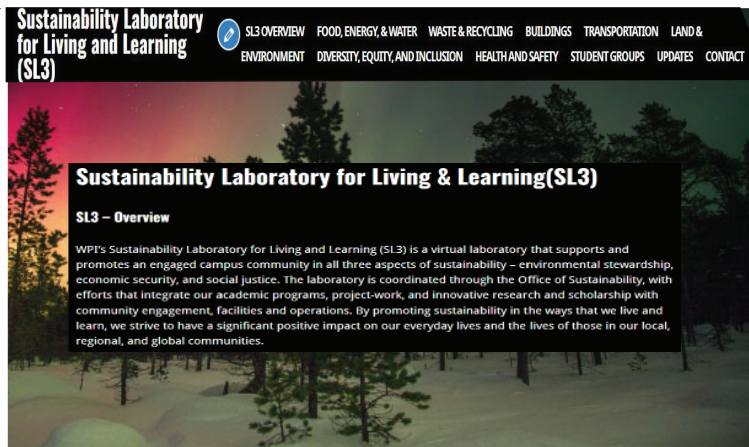 Sustainability Laboratory
for Living and Learning
(SL3)
SL3 OVERVIEW FOOD, ENERGY, & WATER WASTE & RECYCLING BUILDINGS TRANSPORTATION LAND &
ENVIRONMENT DIVERSITY, EQUITY, AND INCLUSION HEALTH AND SAFETY STUDENT GROUPS UPDATES CONTACT
Sustainability Laboratory for Living & Learning(SL3)
SL3 – Overview
WPI's Sustainability Laboratory for Living and Learning (SL3) is a virtual laboratory that supports and
promotes an engaged campus community in all three aspects of sustainability – environmental stewardship,
economic security, and social justice. The laboratory is coordinated through the Office of Sustainability, with
efforts that integrate our academic programs, project-work, and innovative research and scholarship with
community engagement, facilities and operations. By promoting sustainability in the ways that we live and
learn, we strive to have a significant positive impact on our everyday lives and the lives of those in our local,
regional, and global communities.